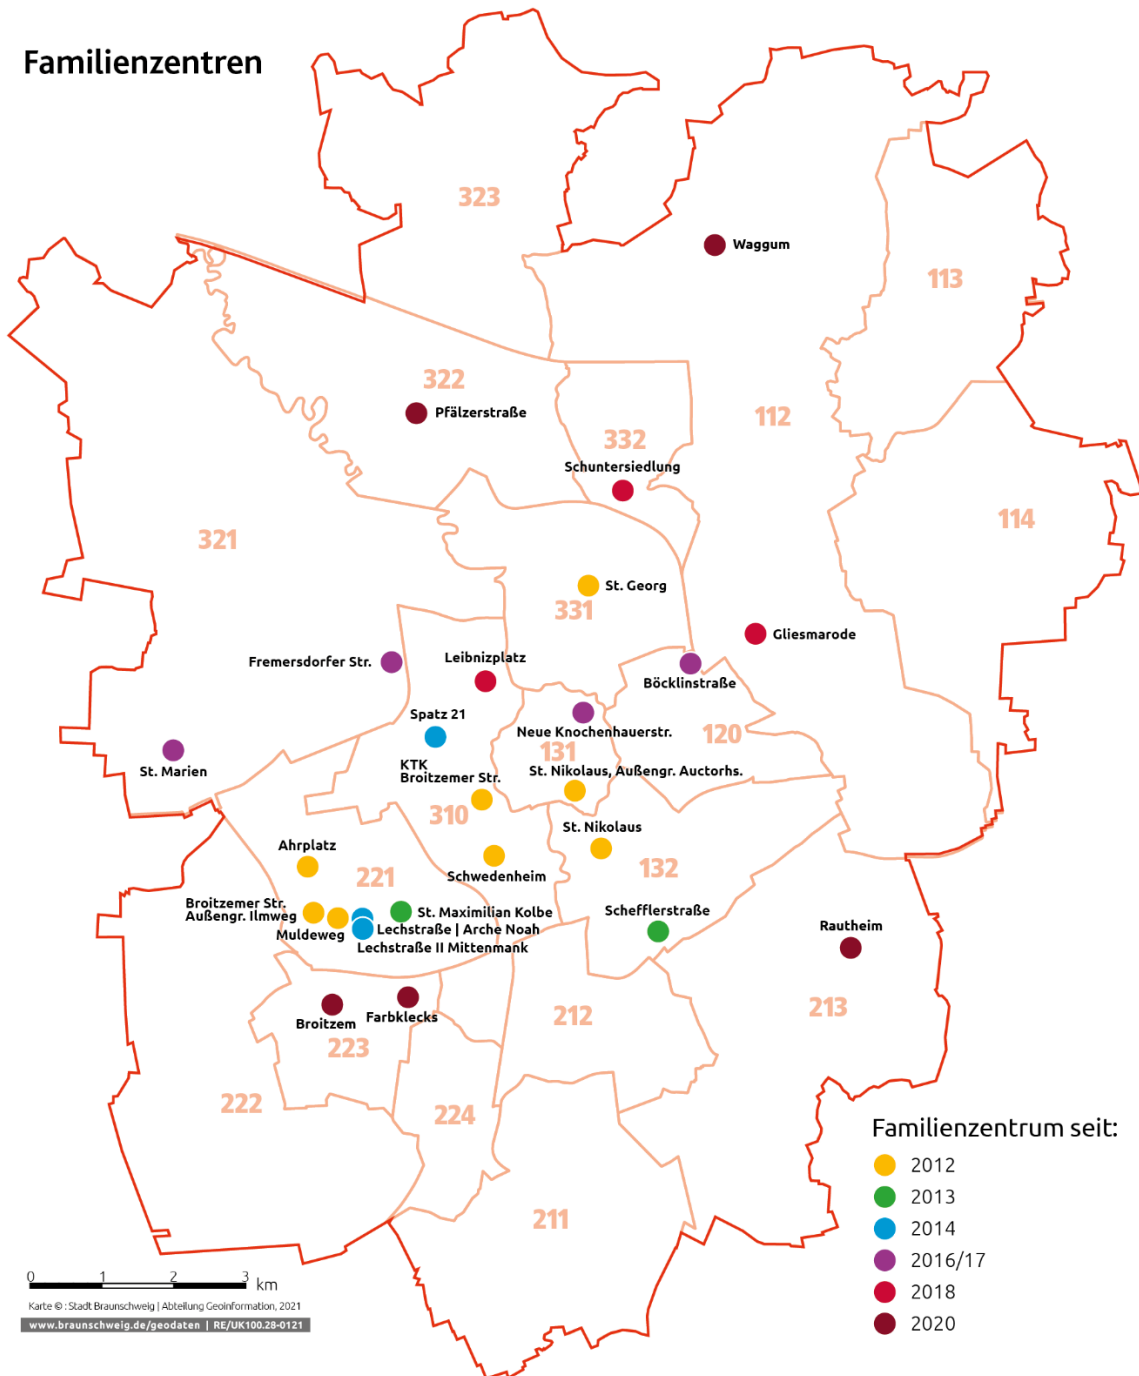 Familienzentren
323
Waggum
113
322
Pfälzerstraße
112
332
Schuntersiedlung
114
321
St. Georg
331
Gliesmarode
Fremersdorfer Str.
Leibnizplatz
Böcklinstraße
Spatz 21
Neue Knochenhauerstr.
120
131
St. Marien
KTK
Broitzemer Str.
St. Nikolaus, Außengr. Auctorhs.
310
St. Nikolaus
Ahrplatz
221
Schwedenheim
132
Broitzemer Str.
Außengr. Ilmweg
St. Maximilian Kolbe
Schefflerstraße
Muldeweg
Lechstraße | Arche Noah
Rautheim
Lechstraße II Mittenmank
Broitzem
Farbklecks
212
213
223
222
224
211
Familienzentrum seit:
2012
2013
2014
2016/17
2018
2020
0 1 2 3 km
Karte © : Stadt Braunschweig | Abteilung Geoinformation, 2021
www.braunschweig.de/geodaten | RE/UK100.28-0121